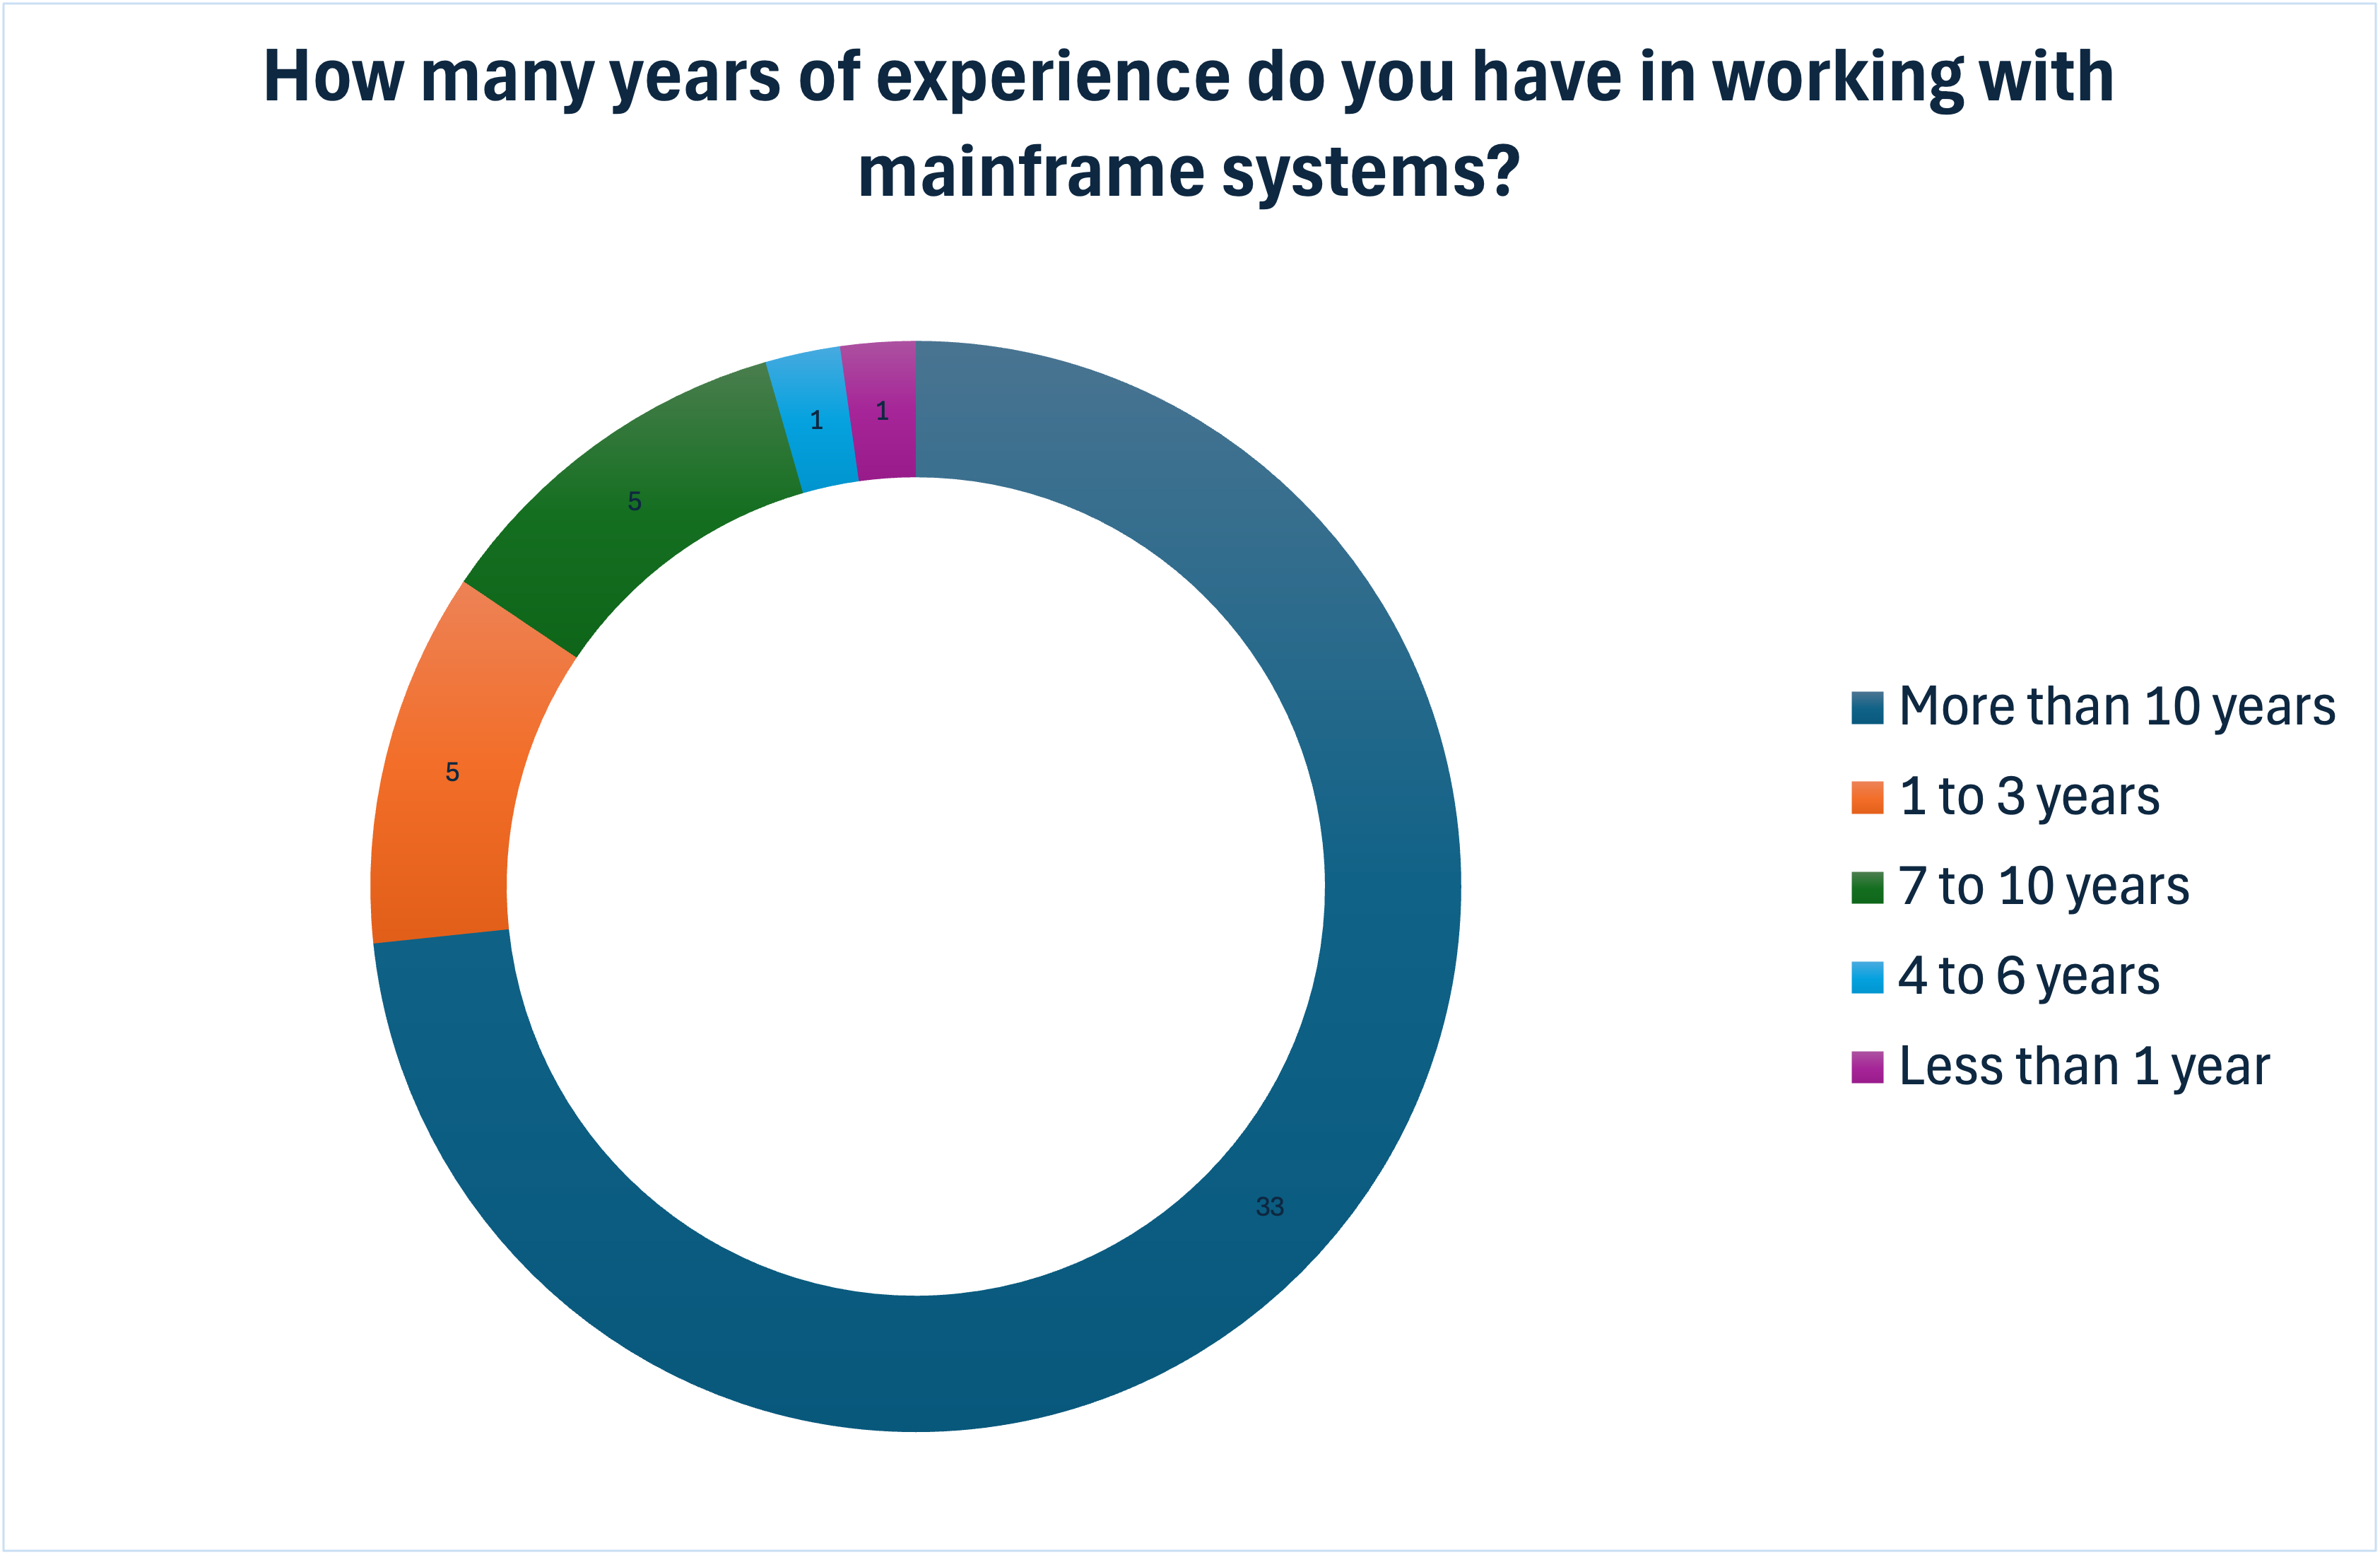 How many years of experience do you have in working with
mainframe systems?
1
1
5
5
33
More than 10 years
1 to 3 years
7 to 10 years
4 to 6 years
Less than 1 year